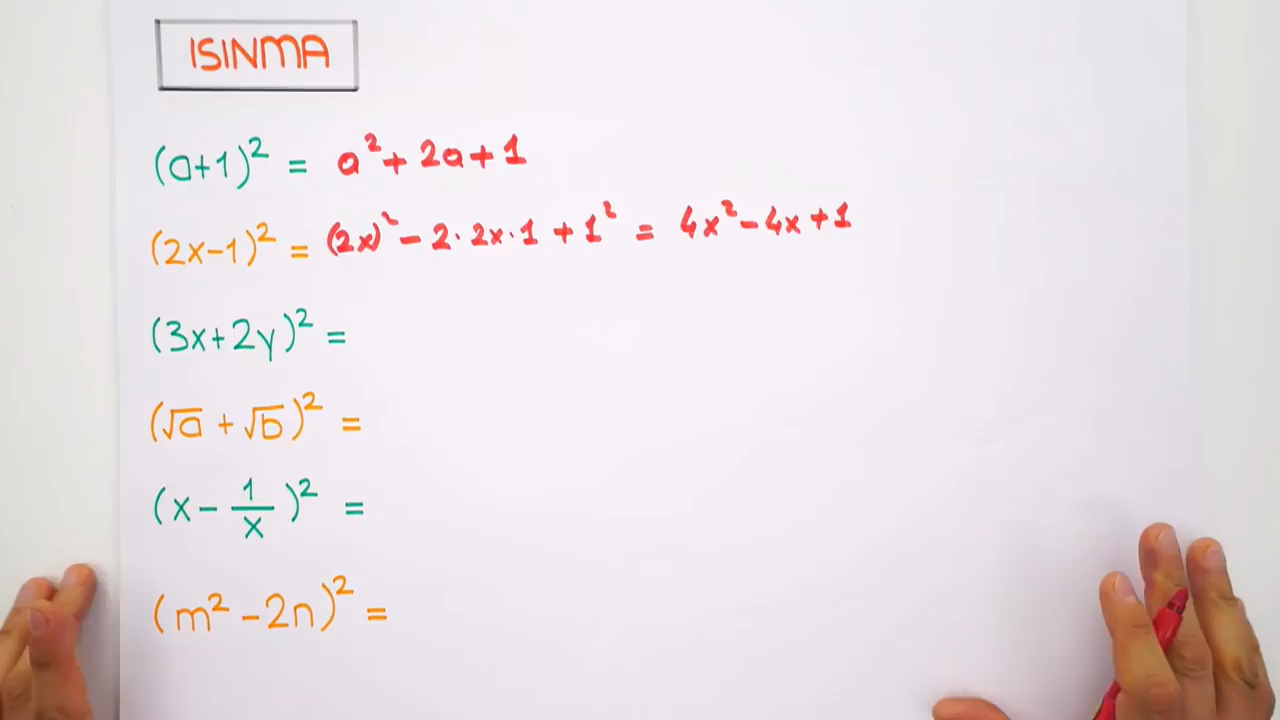 ISINMA
(a+1)² = a² + 2a + 1
(2x-1)² = (2x)² - 2·2x·1 + 1² = 4x² - 4x + 1
(3x+2y)² =
(√a + √b)² =
(x - 1/x)² =
(m² - 2n)² =